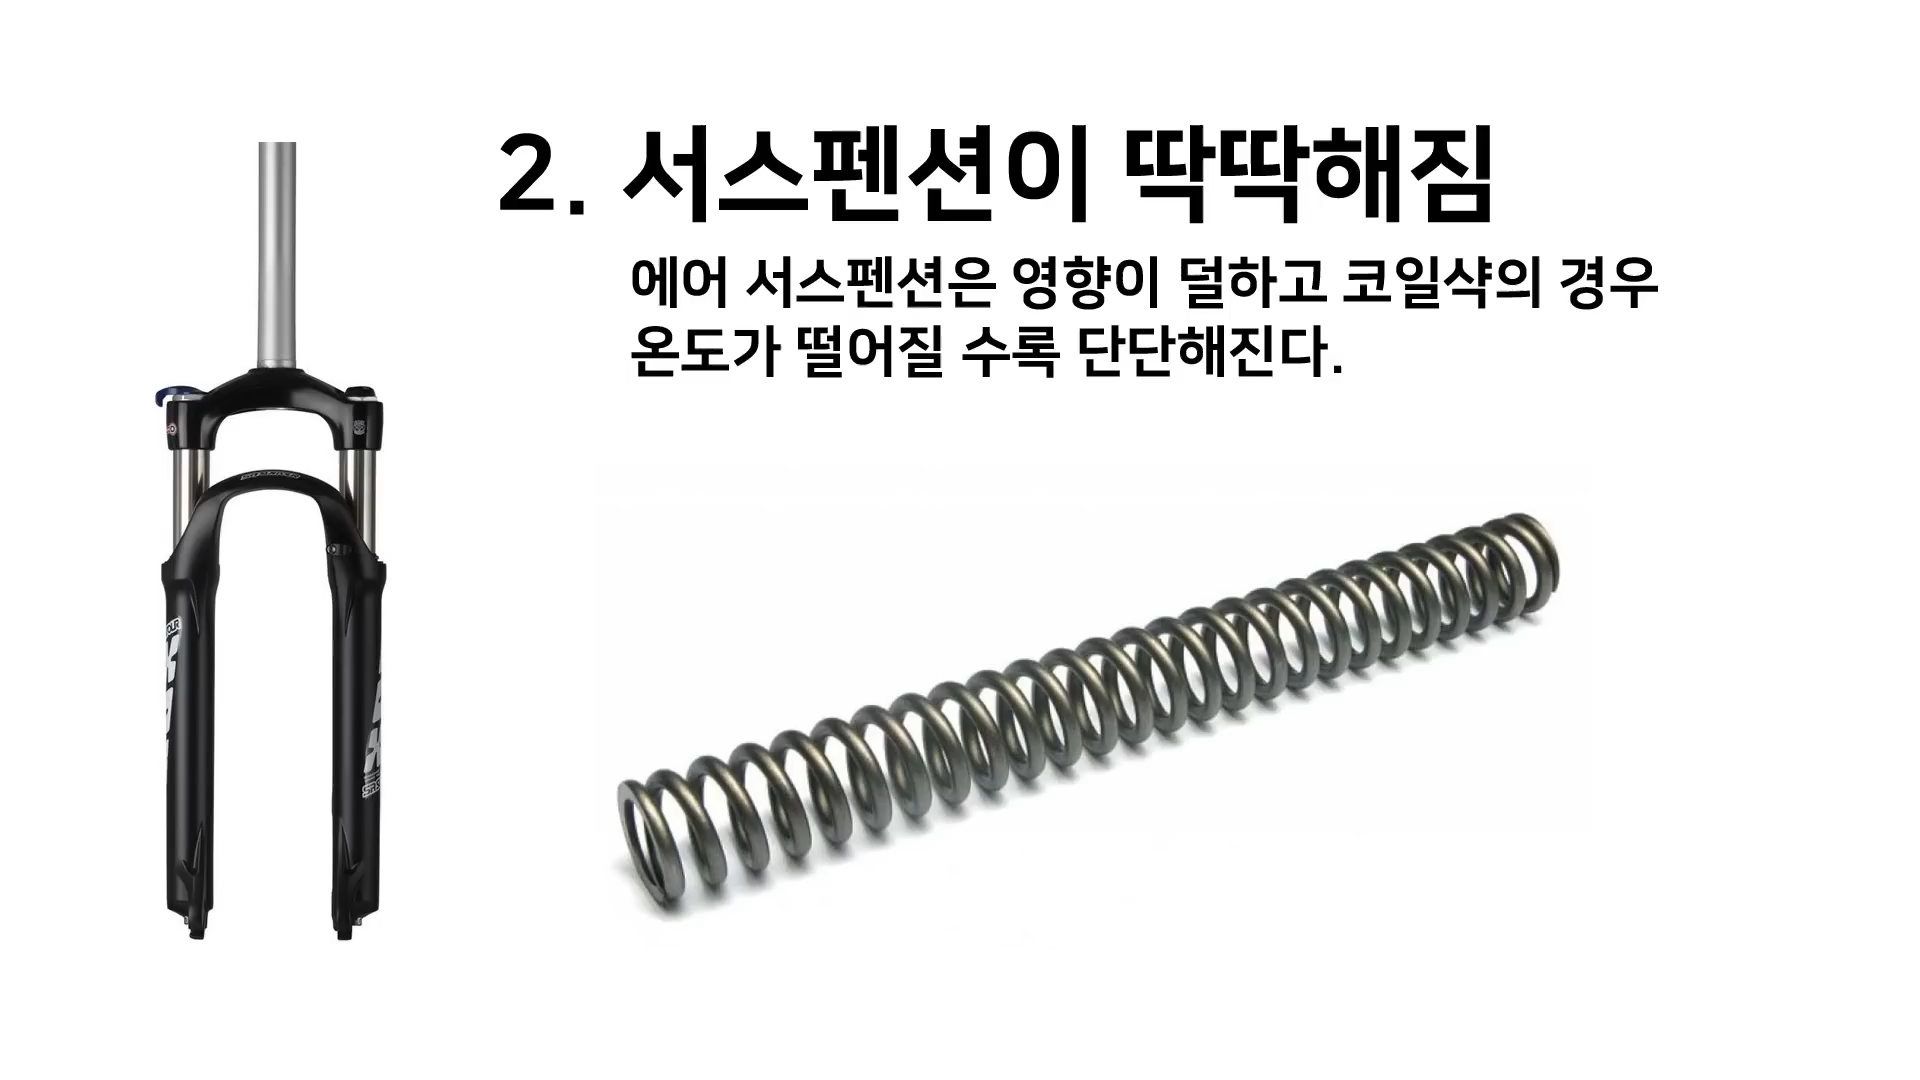 2. 서스펜션이 딱딱해짐
에어 서스펜션은 영향이 덜하고 코일샥의 경우
온도가 떨어질 수록 단단해진다.